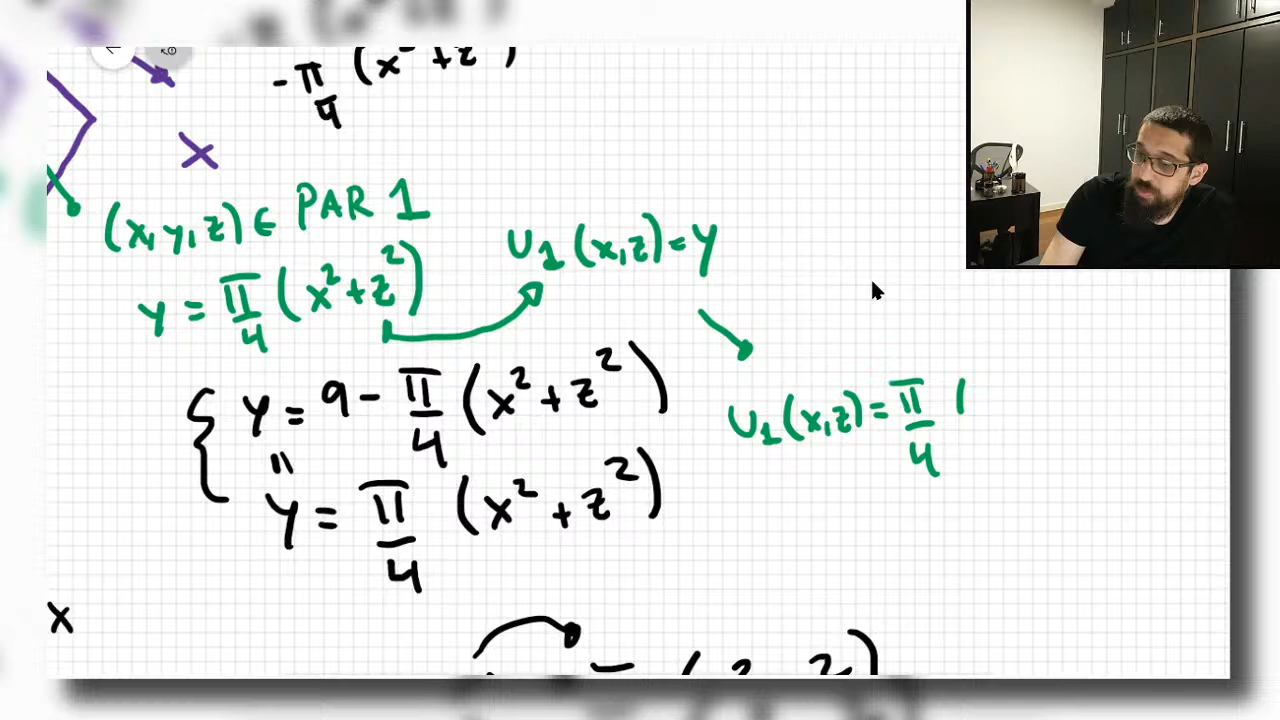 - π/4 (x² + z²)
x
(x,y,z) ∈ PAR 1
U₁(x,z) = y
y = π/4 (x² + z²)
{ y = 9 - π/4 (x² + z²)
U₁(x,z) = π/4 (
=
y = π/4 (x² + z²)
x